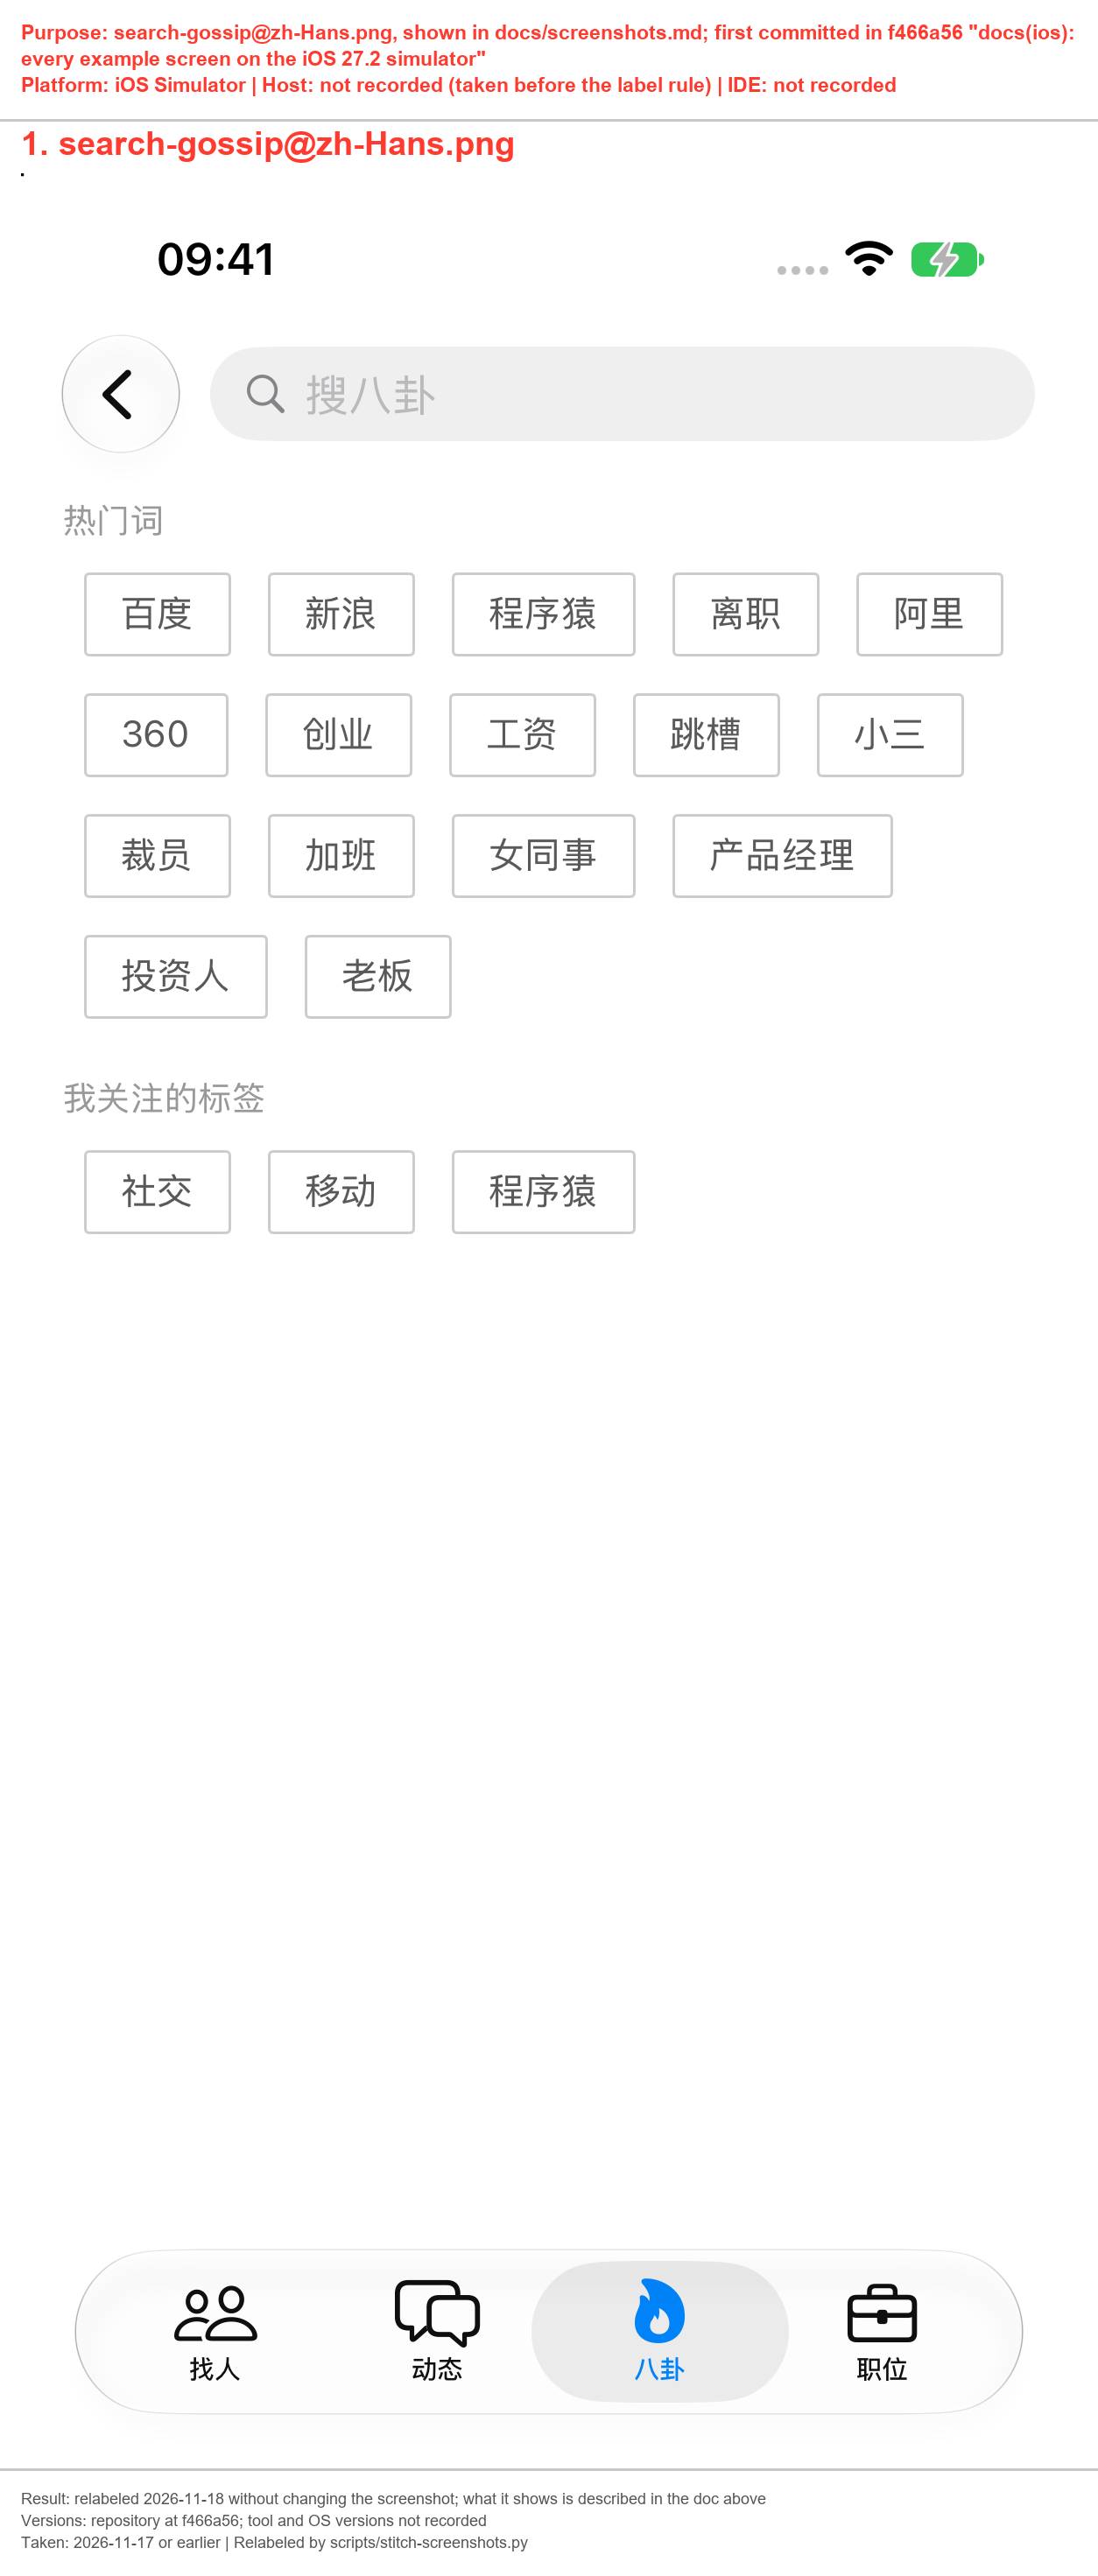 Purpose: search-gossip@zh-Hans.png, shown in docs/screenshots.md; first committed in f466a56 "docs(ios):
every example screen on the iOS 27.2 simulator"
Platform: iOS Simulator | Host: not recorded (taken before the label rule) | IDE: not recorded
1. search-gossip@zh-Hans.png
09:41
搜八卦
热门词
百度 新浪 程序猿 离职 阿里
360 创业 工资 跳槽 小三
裁员 加班 女同事 产品经理
投资人 老板
我关注的标签
社交 移动 程序猿
找人 动态 八卦 职位
Result: relabeled 2026-11-18 without changing the screenshot; what it shows is described in the doc above
Versions: repository at f466a56; tool and OS versions not recorded
Taken: 2026-11-17 or earlier | Relabeled by scripts/stitch-screenshots.py